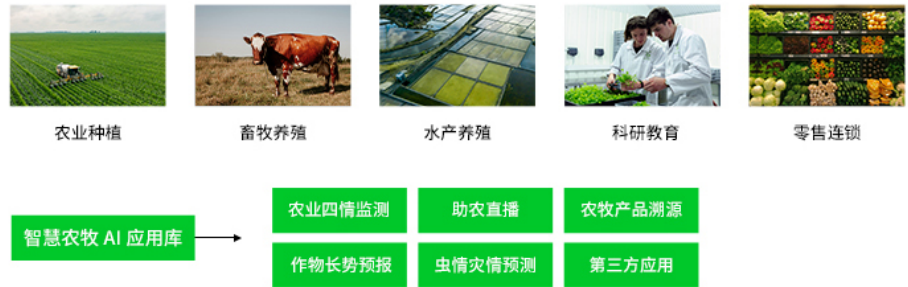 农业种植 畜牧养殖 水产养殖 科研教育 零售连锁
农业四情监测 助农直播 农牧产品溯源
智慧农牧 AI 应用库
作物长势预报 虫情灾情预测 第三方应用